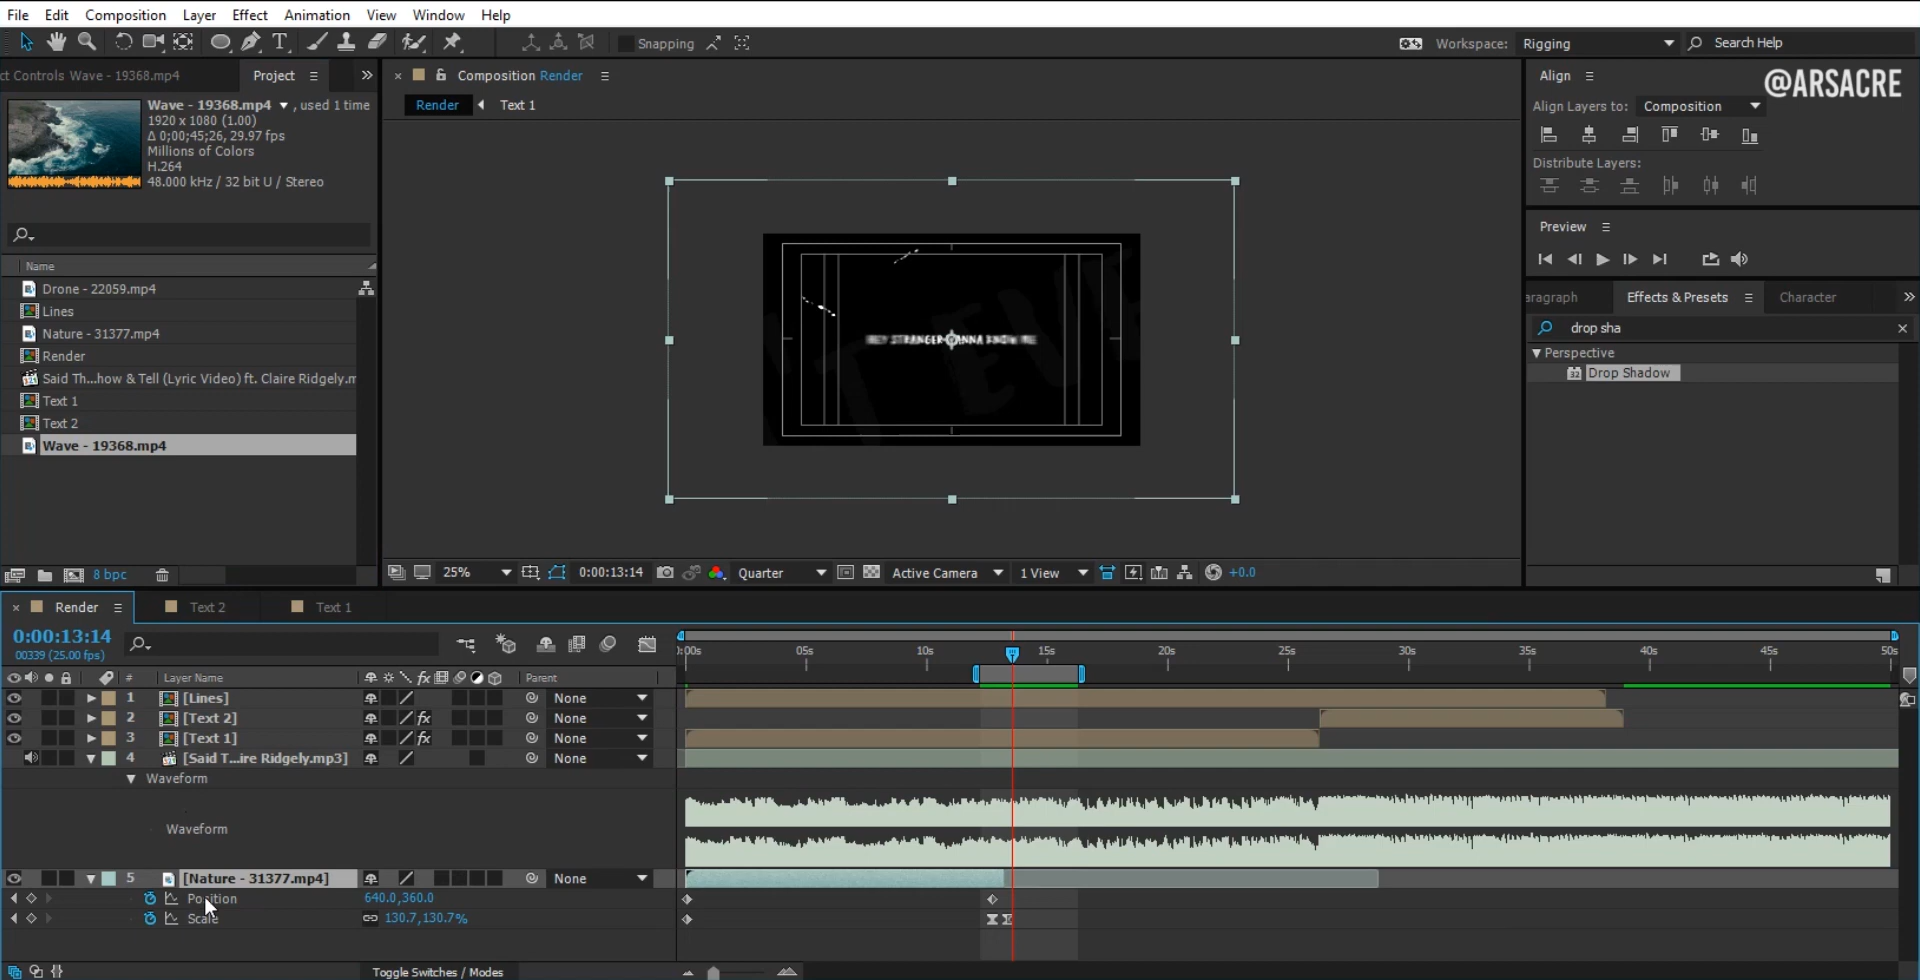 File Edit Composition Layer Effect Animation View Window Help
Snapping
Workspace: Rigging
Search Help
ct Controls Wave - 19368.mp4
Project
Composition Render
Align
@ARSACRE
Wave - 19368.mp4 , used 1 time
1920 x 1080 (1.00)
Δ 0;00;45;26, 29.97 fps
Millions of Colors
H.264
48.000 kHz / 32 bit U / Stereo
Render Text 1
Align Layers to: Composition
Distribute Layers:
Preview
Name
Drone - 22059.mp4
Lines
Nature - 31377.mp4
Render
Said Th...how & Tell (Lyric Video) ft. Claire Ridgely.m
Text 1
Text 2
Wave - 19368.mp4
8 bpc
aragraph Effects & Presets Character
drop sha
Perspective
32 Drop Shadow
25% 0:00:13:14 Quarter Active Camera 1 View +0.0
Render Text 2 Text 1
0:00:13:14
00339 (25.00 fps)
:00s 05s 10s 15s 20s 25s 30s 35s 40s 45s 50s
# Layer Name fx Parent
1 [Lines] None
2 [Text 2] fx None
3 [Text 1] fx None
4 [Said T...ire Ridgely.mp3] None
Waveform
Waveform
5 [Nature - 31377.mp4] None
Position 640.0,360.0
Scale 130.7,130.7%
Toggle Switches / Modes